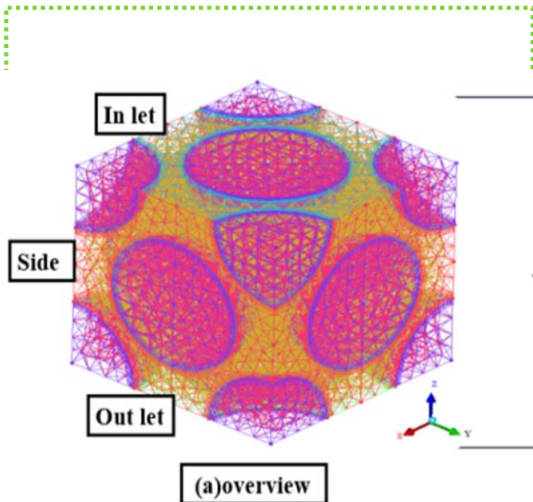 In let
Side
Out let
z
x
Y
(a)overview